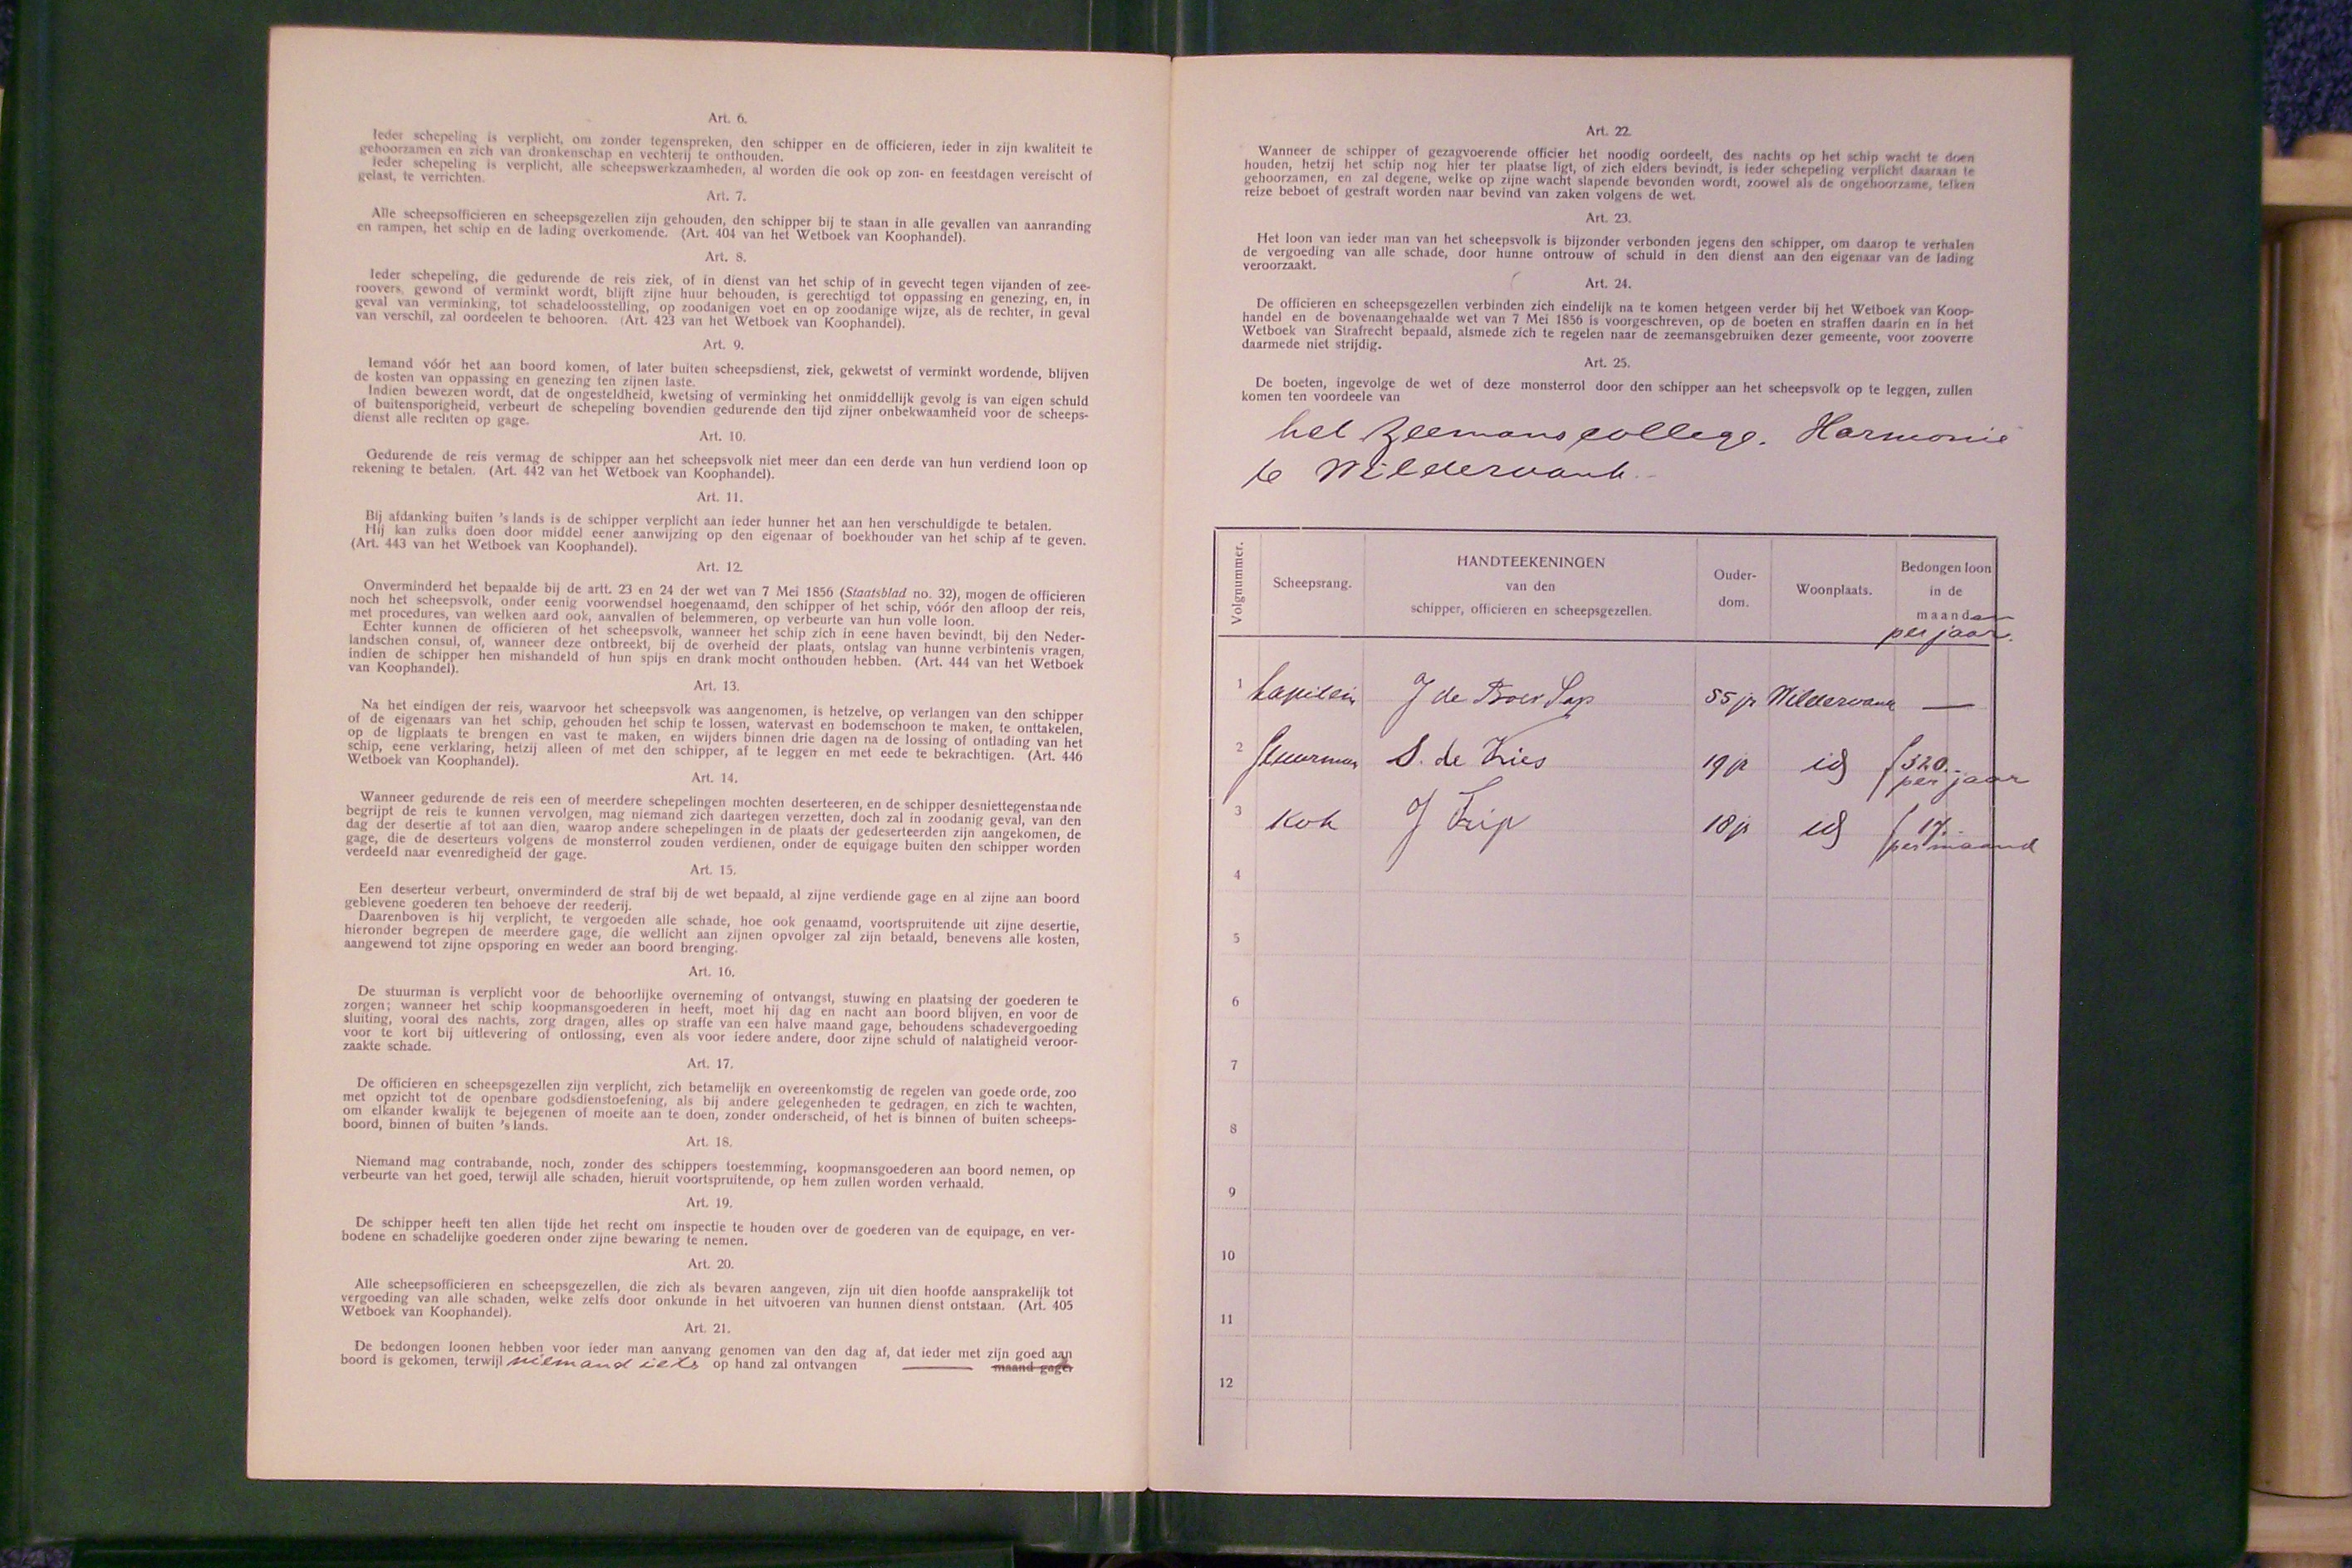 Art. 6.
Ieder schepeling is verplicht, om zonder tegenspreken, den schipper en de officieren, ieder in zijn kwaliteit te
gehoorzamen en zich van dronkenschap en vechterij te onthouden.
Ieder schepeling is verplicht, alle scheepswerkzaamheden, al worden die ook op zon- en feestdagen vereischt of
gelast, te verrichten.
Art. 7.
Alle scheepsofficieren en scheepsgezellen zijn gehouden, den schipper bij te staan in alle gevallen van aanranding
en rampen, het schip en de lading overkomende. (Art. 404 van het Wetboek van Koophandel).
Art. 8.
Ieder schepeling, die gedurende de reis ziek, of in dienst van het schip of in gevecht tegen vijanden of zee-
roovers, gewond of verminkt wordt, blijft zijne huur behouden, is gerechtigd tot oppassing en genezing, en, in
geval van verminking, tot schadeloosstelling, op zoodanigen voet en op zoodanige wijze, als de rechter, in geval
van verschil, zal oordeelen te behooren. (Art. 423 van het Wetboek van Koophandel).
Art. 9.
Iemand vóór het aan boord komen, of later buiten scheepsdienst, ziek, gekwetst of verminkt wordende, blijven
de kosten van oppassing en genezing ten zijnen laste.
Indien bewezen wordt, dat de ongesteldheid, kwetsing of verminking het onmiddellijk gevolg is van eigen schuld
of buitensporigheid, verbeurt de schepeling bovendien gedurende den tijd zijner onbekwaamheid voor de scheeps-
dienst alle rechten op gage.
Art. 10.
Gedurende de reis vermag de schipper aan het scheepsvolk niet meer dan een derde van hun verdiend loon op
rekening te betalen. (Art. 442 van het Wetboek van Koophandel).
Art. 11.
Bij afdanking buiten 's lands is de schipper verplicht aan ieder hunner het aan hen verschuldigde te betalen.
Hij kan zulks doen door middel eener aanwijzing op den eigenaar of boekhouder van het schip af te geven.
(Art. 443 van het Wetboek van Koophandel).
Art. 12.
Onverminderd het bepaalde bij de artt. 23 en 24 der wet van 7 Mei 1856 (Staatsblad no. 32), mogen de officieren
noch het scheepsvolk, onder eenig voorwendsel hoegenaamd, den schipper of het schip, vóór den afloop der reis,
met procedures, van welken aard ook, aanvallen of belemmeren, op verbeurte van hun volle loon.
Echter kunnen de officieren of het scheepsvolk, wanneer het schip zich in eene haven bevindt, bij den Neder-
landschen consul, of, wanneer deze ontbreekt, bij de overheid der plaats, ontslag van hunne verbintenis vragen,
indien de schipper hen mishandeld of hun spijs en drank mocht onthouden hebben. (Art. 444 van het Wetboek
van Koophandel).
Art. 13.
Na het eindigen der reis, waarvoor het scheepsvolk was aangenomen, is hetzelve, op verlangen van den schipper
of de eigenaars van het schip, gehouden het schip te lossen, watervast en bodemschoon te maken, te onttakelen,
op de ligplaats te brengen en vast te maken, en wijders binnen drie dagen na de lossing of ontlading van het
schip, eene verklaring, hetzij alleen of met den schipper, af te leggen en met eede te bekrachtigen. (Art. 446
Wetboek van Koophandel).
Art. 14.
Wanneer gedurende de reis een of meerdere schepelingen mochten deserteeren, en de schipper desniettegenstaande
begrijpt de reis te kunnen vervolgen, mag niemand zich daartegen verzetten, doch zal in zoodanig geval, van den
dag der desertie af tot aan dien, waarop andere schepelingen in de plaats der gedeserteerden zijn aangekomen, de
gage, die de deserteurs volgens de monsterrol zouden verdienen, onder de equigage buiten den schipper worden
verdeeld naar evenredigheid der gage.
Art. 15.
Een deserteur verbeurt, onverminderd de straf bij de wet bepaald, al zijne verdiende gage en al zijne aan boord
geblevene goederen ten behoeve der reederij.
Daarenboven is hij verplicht, te vergoeden alle schade, hoe ook genaamd, voortspruitende uit zijne desertie,
hieronder begrepen de meerdere gage, die wellicht aan zijnen opvolger zal zijn betaald, benevens alle kosten,
aangewend tot zijne opsporing en weder aan boord brenging.
Art. 16.
De stuurman is verplicht voor de behoorlijke overneming of ontvangst, stuwing en plaatsing der goederen te
zorgen; wanneer het schip koopmansgoederen in heeft, moet hij dag en nacht aan boord blijven, en voor de
sluiting, vooral des nachts, zorg dragen, alles op straffe van een halve maand gage, behoudens schadevergoeding
voor te kort bij uitlevering of ontlossing, even als voor iedere andere, door zijne schuld of nalatigheid veroor-
zaakte schade.
Art. 17.
De officieren en scheepsgezellen zijn verplicht, zich betamelijk en overeenkomstig de regelen van goede orde, zoo
met opzicht tot de openbare godsdienstoefening, als bij andere gelegenheden te gedragen, en zich te wachten,
om elkander kwalijk te bejegenen of moeite aan te doen, zonder onderscheid, of het is binnen of buiten scheeps-
boord, binnen of buiten 's lands.
Art. 18.
Niemand mag contrabande, noch, zonder des schippers toestemming, koopmansgoederen aan boord nemen, op
verbeurte van het goed, terwijl alle schaden, hieruit voortspruitende, op hem zullen worden verhaald.
Art. 19.
De schipper heeft ten allen tijde het recht om inspectie te houden over de goederen van de equipage, en ver-
bodene en schadelijke goederen onder zijne bewaring te nemen.
Art. 20.
Alle scheepsofficieren en scheepsgezellen, die zich als bevaren aangeven, zijn uit dien hoofde aansprakelijk tot
vergoeding van alle schaden, welke zelfs door onkunde in het uitvoeren van hunnen dienst ontstaan. (Art. 405
Wetboek van Koophandel).
Art. 21.
De bedongen loonen hebben voor ieder man aanvang genomen van den dag af, dat ieder met zijn goed aan
boord is gekomen, terwijl niemand iets op hand zal ontvangen maand gage.
Art. 22.
Wanneer de schipper of gezagvoerende officier het noodig oordeelt, des nachts op het schip wacht te doen
houden, hetzij het schip nog hier ter plaatse ligt, of zich elders bevindt, is ieder schepeling verplicht daaraan te
gehoorzamen, en zal degene, welke op zijne wacht slapende bevonden wordt, zoowel als de ongehoorzame, telken
reize beboet of gestraft worden naar bevind van zaken volgens de wet.
Art. 23.
Het loon van ieder man van het scheepsvolk is bijzonder verbonden jegens den schipper, om daarop te verhalen
de vergoeding van alle schade, door hunne ontrouw of schuld in den dienst aan den eigenaar van de lading
veroorzaakt.
Art. 24.
De officieren en scheepsgezellen verbinden zich eindelijk na te komen hetgeen verder bij het Wetboek van Koop-
handel en de bovenaangehaalde wet van 7 Mei 1856 is voorgeschreven, op de boeten en straffen daarin en in het
Wetboek van Strafrecht bepaald, alsmede zich te regelen naar de zeemansgebruiken dezer gemeente, voor zooverre
daarmede niet strijdig.
Art. 25.
De boeten, ingevolge de wet of deze monsterrol door den schipper aan het scheepsvolk op te leggen, zullen
komen ten voordeele van
het Zeemanscollege. Harmonie
te Wildervank.
Volgnummer. Scheepsrang. HANDTEEKENINGEN van den schipper, officieren en scheepsgezellen. Ouder-dom. Woonplaats. Bedongen loon in de maanden per jaar.
1 Kapitein J de Boer Sap 55 jr Wildervank —
2 Stuurman S. de Vries 19 jr id f 320.- per jaar
3 Kok J Trip 18 jr id f 17.- per maand
4
5
6
7
8
9
10
11
12